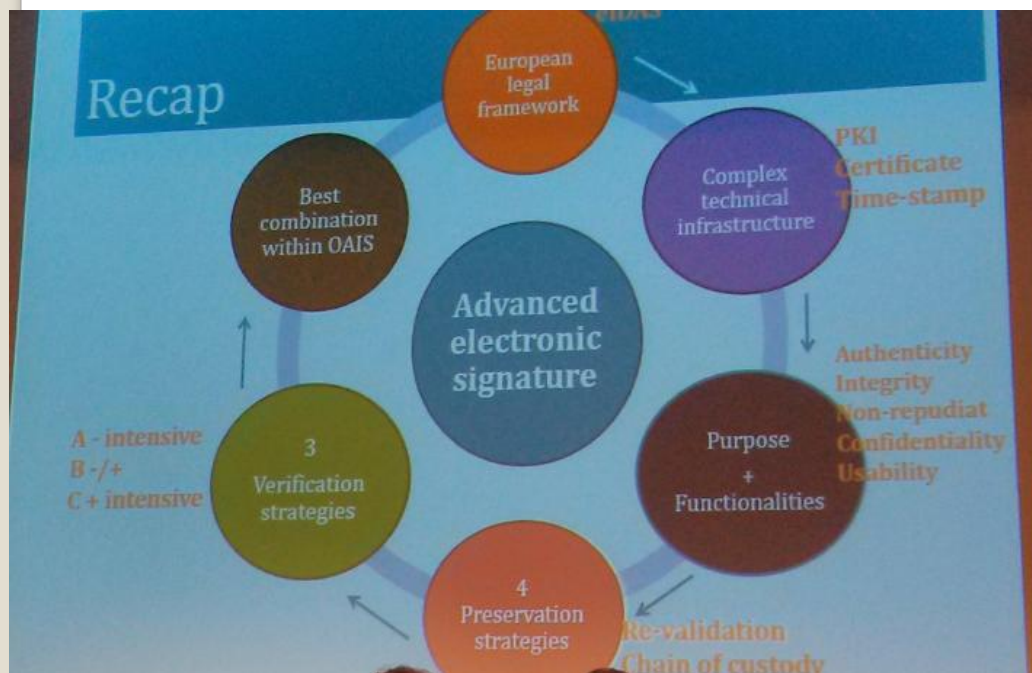 Recap
eIDAS
European
legal
framework
Complex
technical
infrastructure
PKI
Certificate
Time-stamp
Purpose
+
Functionalities
Authenticity
Integrity
Non-repudiat
Confidentiality
Usability
4
Preservation
strategies
Re-validation
Chain of custody
3
Verification
strategies
A - intensive
B -/+
C + intensive
Best
combination
within OAIS
Advanced
electronic
signature